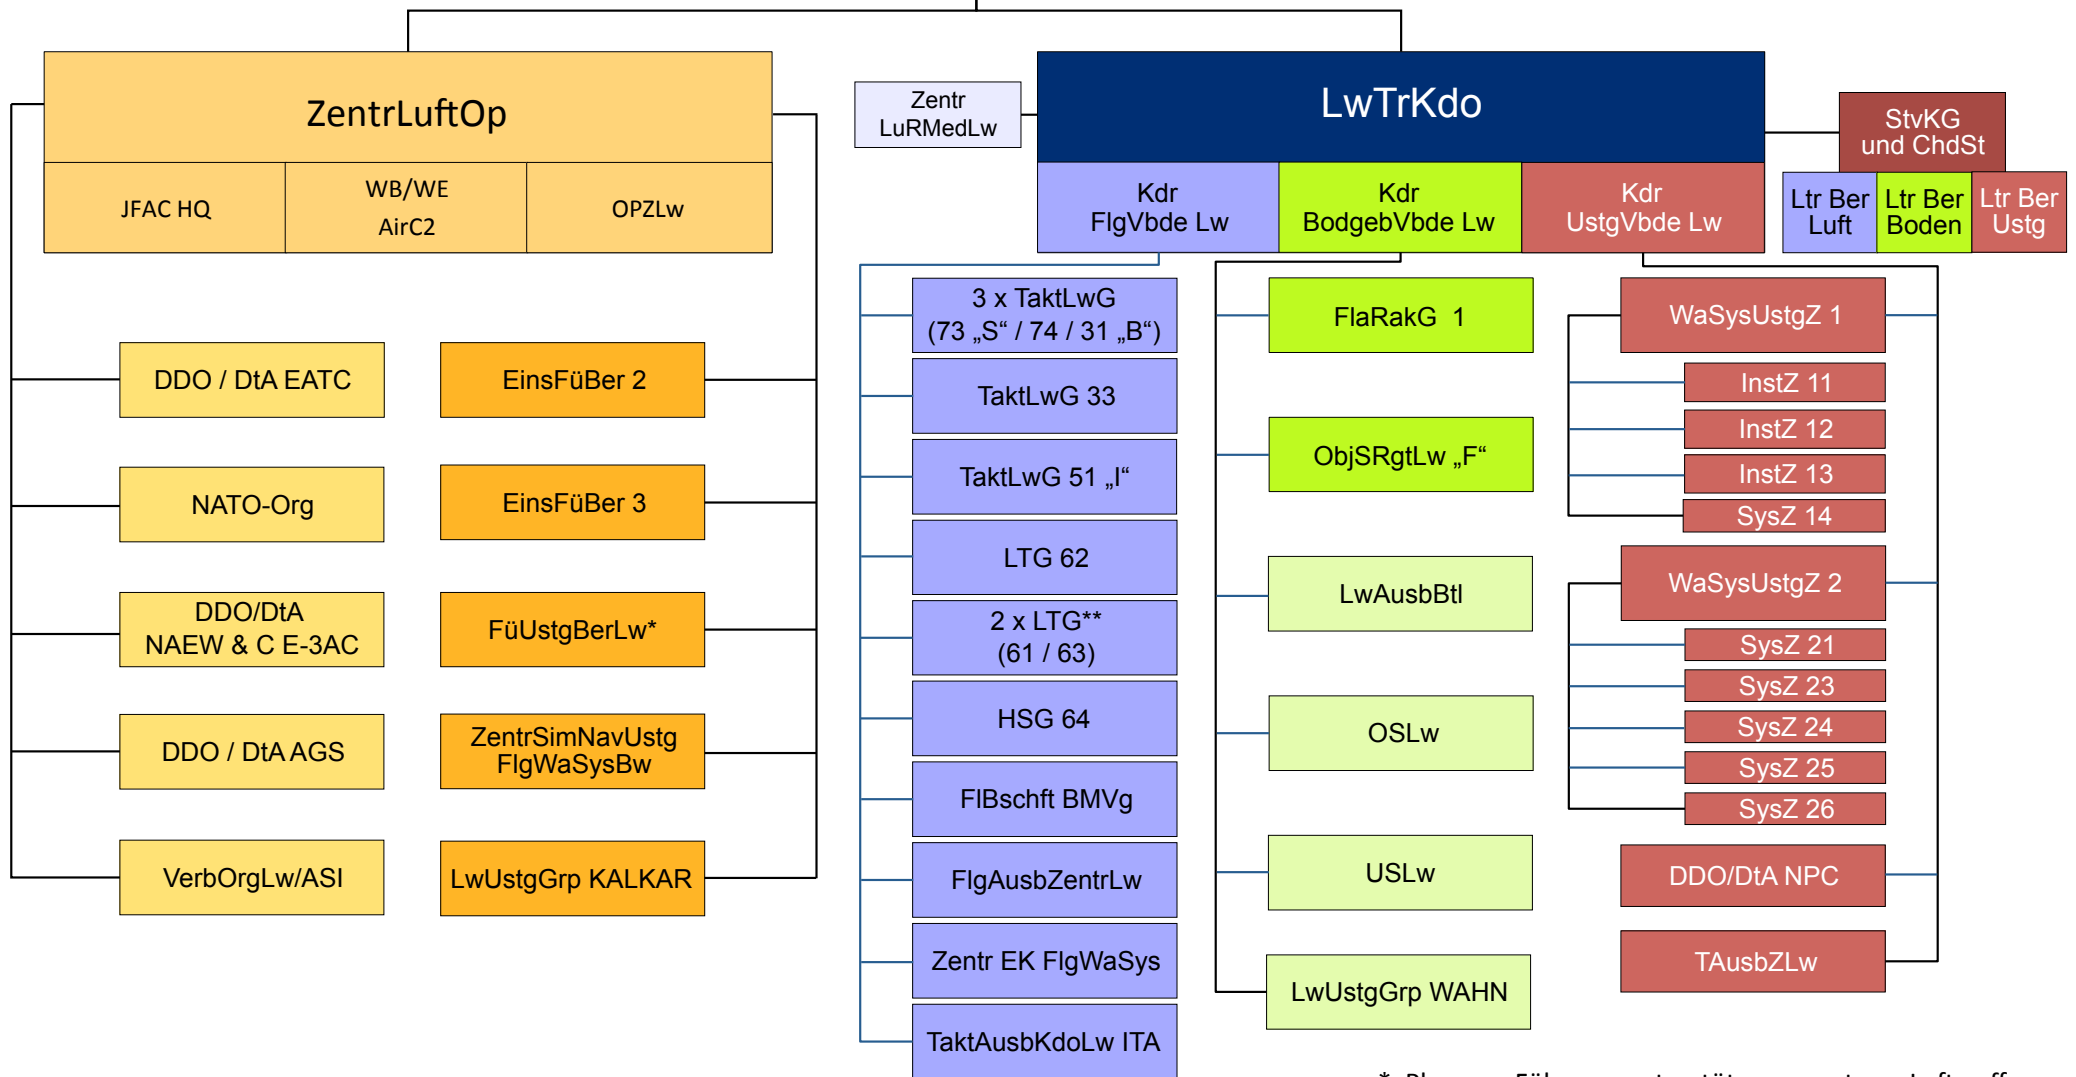 ZentrLuftOp
JFAC HQ
WB/WE
AirC2
OPZLw
DDO / DtA EATC
NATO-Org
DDO/DtA
NAEW & C E-3AC
DDO / DtA AGS
VerbOrgLw/ASI
EinsFüBer 2
EinsFüBer 3
FüUstgBerLw*
ZentrSimNavUstg
FlgWaSysBw
LwUstgGrp KALKAR
Zentr
LuRMedLw
LwTrKdo
StvKG
und ChdSt
Ltr Ber
Luft
Ltr Ber
Boden
Ltr Ber
Ustg
Kdr
FlgVbde Lw
Kdr
BodgebVbde Lw
Kdr
UstgVbde Lw
3 x TaktLwG
(73 „S“ / 74 / 31 „B“)
TaktLwG 33
TaktLwG 51 „I“
LTG 62
2 x LTG**
(61 / 63)
HSG 64
FlBschft BMVg
FlgAusbZentrLw
Zentr EK FlgWaSys
TaktAusbKdoLw ITA
FlaRakG 1
ObjSRgtLw „F“
LwAusbBtl
OSLw
USLw
LwUstgGrp WAHN
WaSysUstgZ 1
InstZ 11
InstZ 12
InstZ 13
SysZ 14
WaSysUstgZ 2
SysZ 21
SysZ 23
SysZ 24
SysZ 25
SysZ 26
DDO/DtA NPC
TAusbZLw